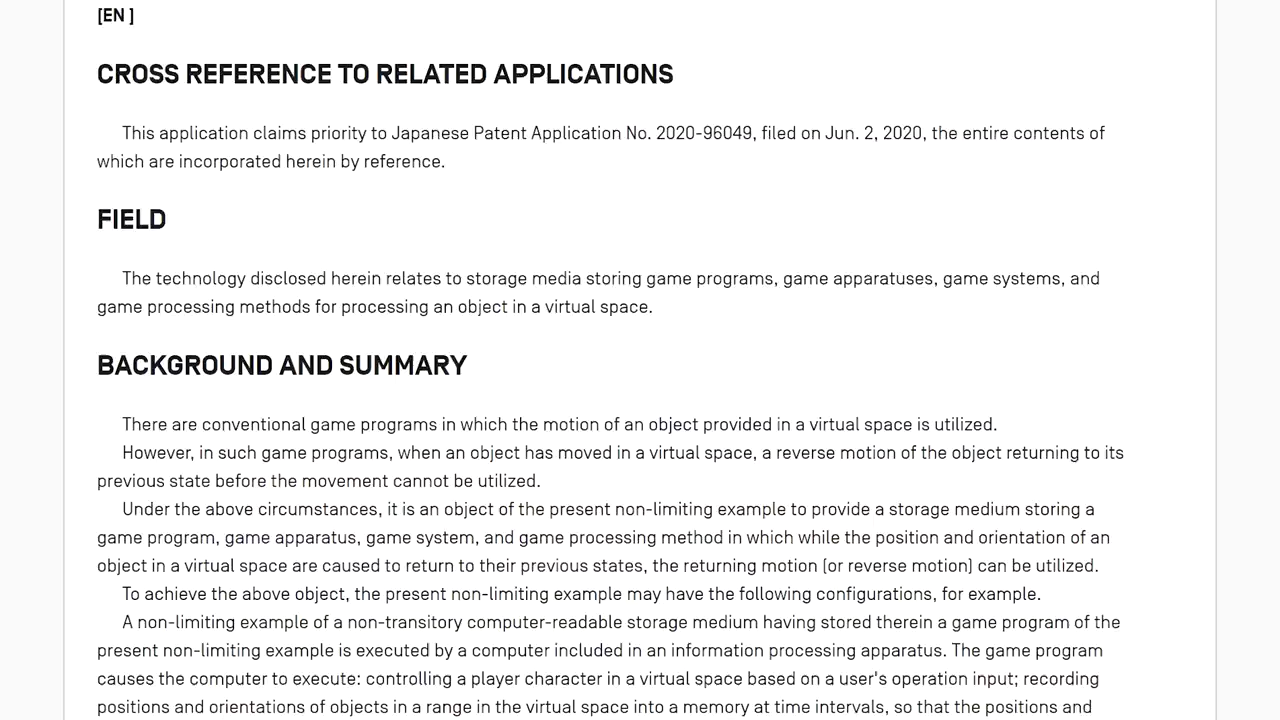 [EN ]
CROSS REFERENCE TO RELATED APPLICATIONS
This application claims priority to Japanese Patent Application No. 2020-96049, filed on Jun. 2, 2020, the entire contents of
which are incorporated herein by reference.
FIELD
The technology disclosed herein relates to storage media storing game programs, game apparatuses, game systems, and
game processing methods for processing an object in a virtual space.
BACKGROUND AND SUMMARY
There are conventional game programs in which the motion of an object provided in a virtual space is utilized.
However, in such game programs, when an object has moved in a virtual space, a reverse motion of the object returning to its
previous state before the movement cannot be utilized.
Under the above circumstances, it is an object of the present non-limiting example to provide a storage medium storing a
game program, game apparatus, game system, and game processing method in which while the position and orientation of an
object in a virtual space are caused to return to their previous states, the returning motion (or reverse motion) can be utilized.
To achieve the above object, the present non-limiting example may have the following configurations, for example.
A non-limiting example of a non-transitory computer-readable storage medium having stored therein a game program of the
present non-limiting example is executed by a computer included in an information processing apparatus. The game program
causes the computer to execute: controlling a player character in a virtual space based on a user's operation input; recording
positions and orientations of objects in a range in the virtual space into a memory at time intervals, so that the positions and